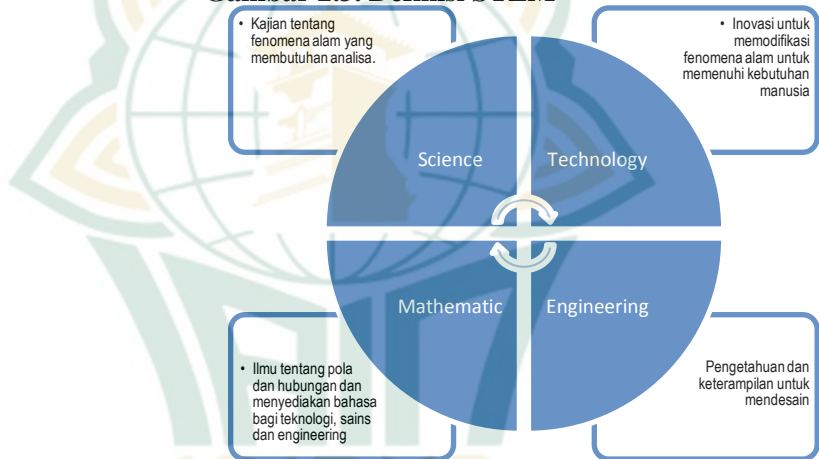 • Kajian tentang
fenomena alam yang
membutuhan analisa.
• Inovasi untuk
memodifikasi
fenomena alam untuk
memenuhi kebutuhan
manusia
Science
Technology
Mathematic
Engineering
• Ilmu tentang pola
dan hubungan dan
menyediakan bahasa
bagi teknologi, sains
dan engineering
Pengetahuan dan
keterampilan untuk
mendesain